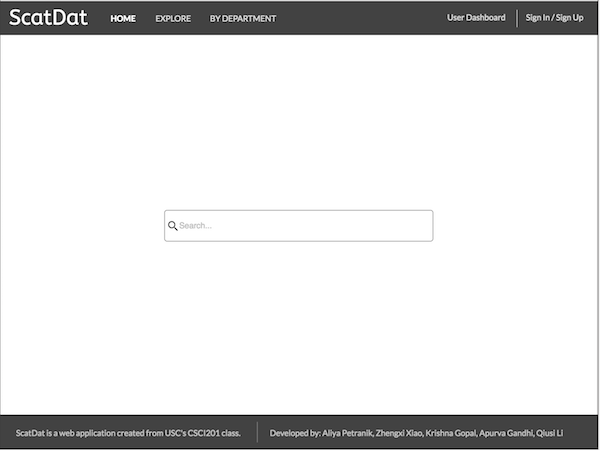 ScatDat HOME EXPLORE BY DEPARTMENT User Dashboard Sign In / Sign Up
Search...
ScatDat is a web application created from USC's CSCI201 class. Developed by: Aliya Petranik, Zhengxi Xiao, Krishna Gopal, Apurva Gandhi, Qiusi Li